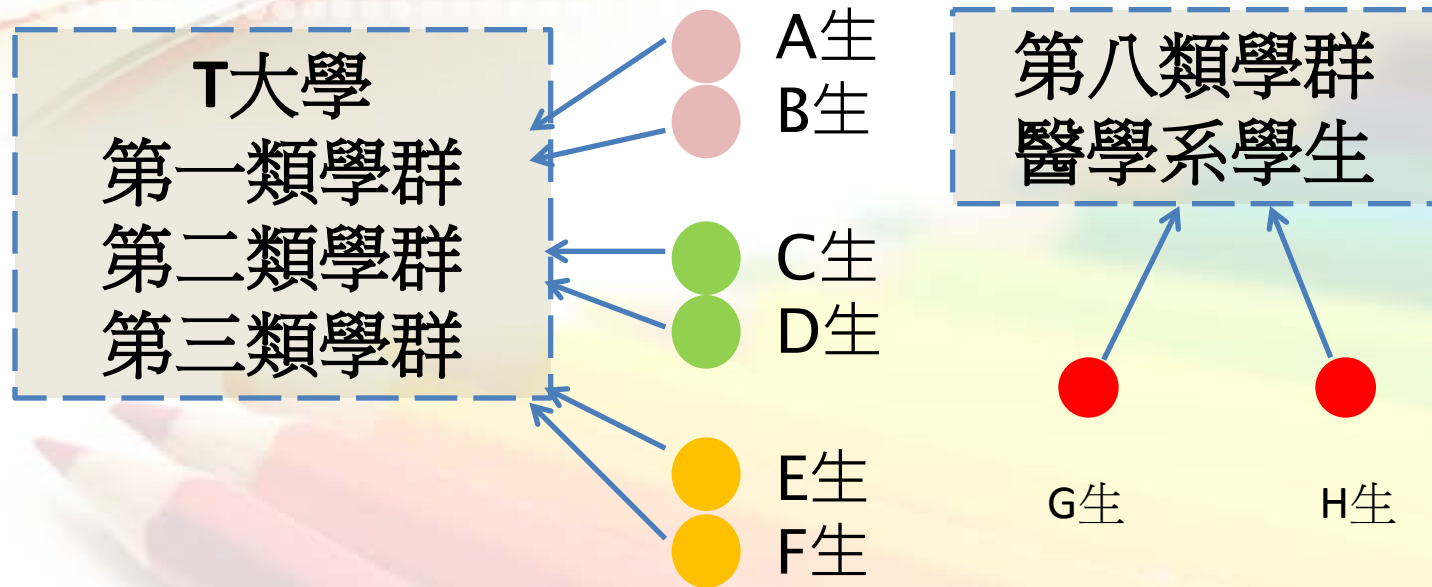 T大學
第一類學群
第二類學群
第三類學群
A生
B生
C生
D生
E生
F生
第八類學群
醫學系學生
G生
H生